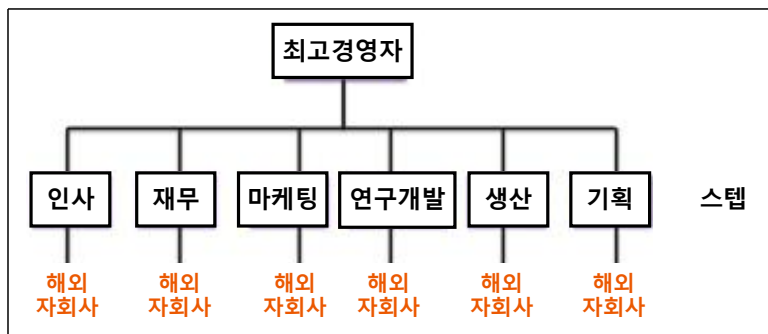 최고경영자
인사 재무 마케팅 연구개발 생산 기획 스텝
해외 해외 해외 해외 해외 해외
자회사 자회사 자회사 자회사 자회사 자회사